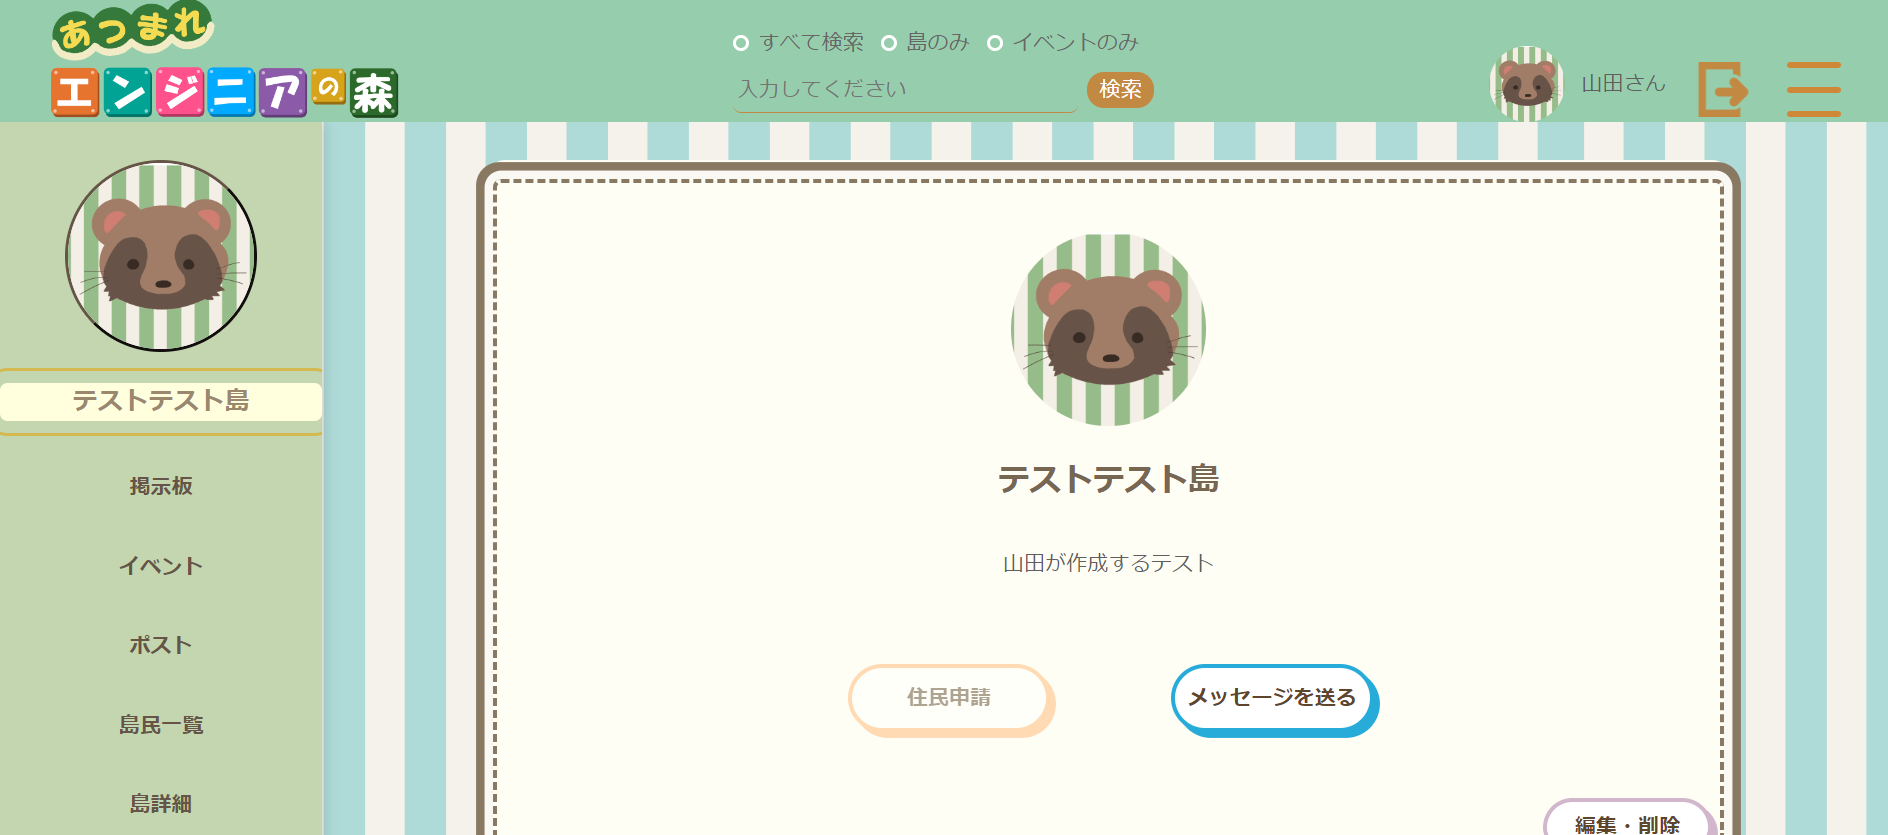 あつまれ
エンジニアの森
すべて検索 島のみ イベントのみ
入力してください 検索
山田さん
テストテスト島
掲示板
イベント
ポスト
島民一覧
島詳細
テストテスト島
山田が作成するテスト
住民申請 メッセージを送る
編集・削除